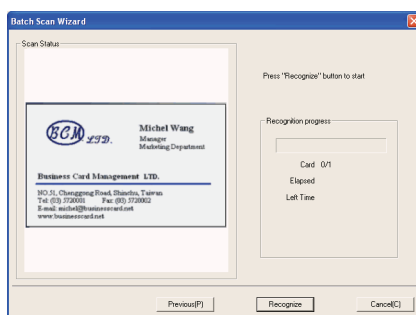 Batch Scan Wizard
Scan Status
BCM LTD.
Michel Wang
Manager
Marketing Department
Business Card Management LTD.
NO.51, Chenggong Road, Shinchu, Taiwan
Tel: (03) 5720001 Fax: (03) 5720002
E-mail: michel@businesscard.net
www.businesscard.net
Press "Recognize" button to start
Recognition progress
Card 0/1
Elapsed
Left Time
Previous(P)
Recognize
Cancel(C)